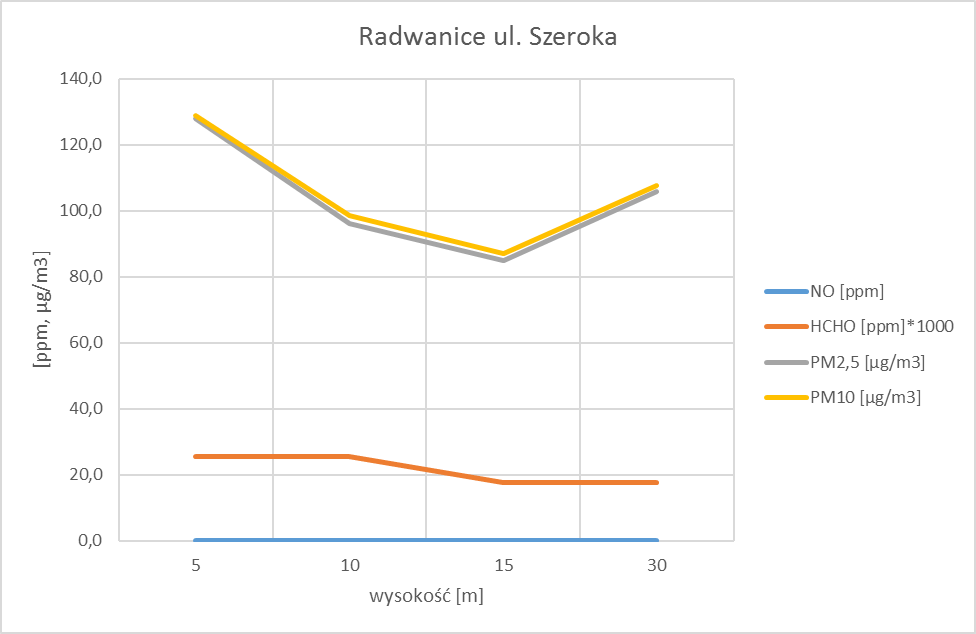 Radwanice ul. Szeroka
140,0
120,0
100,0
80,0
60,0
40,0
20,0
0,0
[ppm, µg/m3]
5 10 15 30
wysokość [m]
NO [ppm]
HCHO [ppm]*1000
PM2,5 [µg/m3]
PM10 [µg/m3]